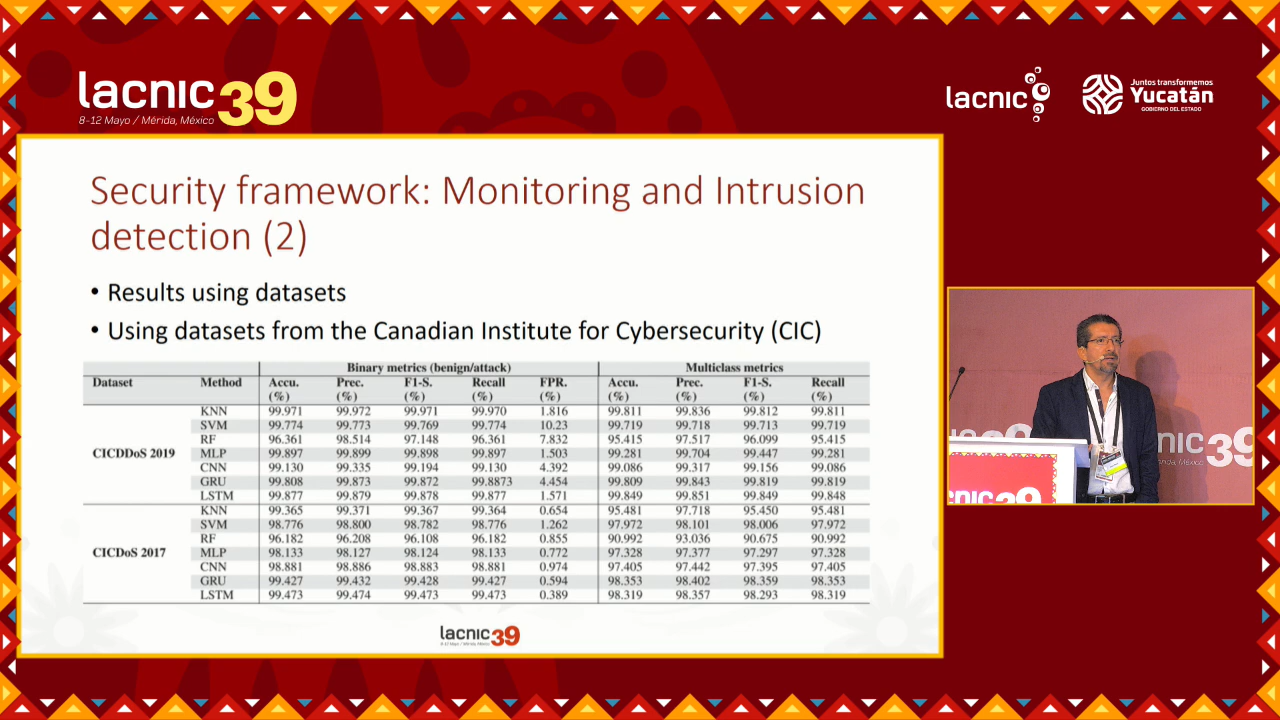 lacnic39
8-12 Mayo / Mérida, México
lacnic
Juntos transformemos
Yucatán
GOBIERNO DEL ESTADO
Security framework: Monitoring and Intrusion
detection (2)
• Results using datasets
• Using datasets from the Canadian Institute for Cybersecurity (CIC)
Binary metrics (benign/attack) Multiclass metrics
Dataset Method Accu. Prec. F1-S. Recall FPR. Accu. Prec. F1-S. Recall
(%) (%) (%) (%) (%) (%) (%) (%) (%)
KNN 99.971 99.972 99.971 99.970 1.816 99.811 99.836 99.812 99.811
SVM 99.774 99.773 99.769 99.774 10.23 99.719 99.718 99.713 99.719
RF 96.361 98.514 97.148 96.361 7.832 95.415 97.517 96.099 95.415
CICDDoS 2019 MLP 99.897 99.899 99.898 99.897 1.503 99.281 99.704 99.447 99.281
CNN 99.130 99.335 99.194 99.130 4.392 99.086 99.317 99.156 99.086
GRU 99.808 99.873 99.872 99.8873 4.454 99.809 99.843 99.819 99.819
LSTM 99.877 99.879 99.878 99.877 1.571 99.849 99.851 99.849 99.848
KNN 99.365 99.371 99.367 99.364 0.654 95.481 97.718 95.450 95.481
SVM 98.776 98.800 98.782 98.776 1.262 97.972 98.101 98.006 97.972
RF 96.182 96.208 96.108 96.182 0.855 90.992 93.036 90.675 90.992
CICDoS 2017 MLP 98.133 98.127 98.124 98.133 0.772 97.328 97.377 97.297 97.328
CNN 98.881 98.886 98.883 98.881 0.974 97.405 97.442 97.395 97.405
GRU 99.427 99.432 99.428 99.427 0.594 98.353 98.402 98.359 98.353
LSTM 99.473 99.474 99.473 99.473 0.389 98.319 98.357 98.293 98.319
lacnic39
8-12 Mayo / Mérida, México